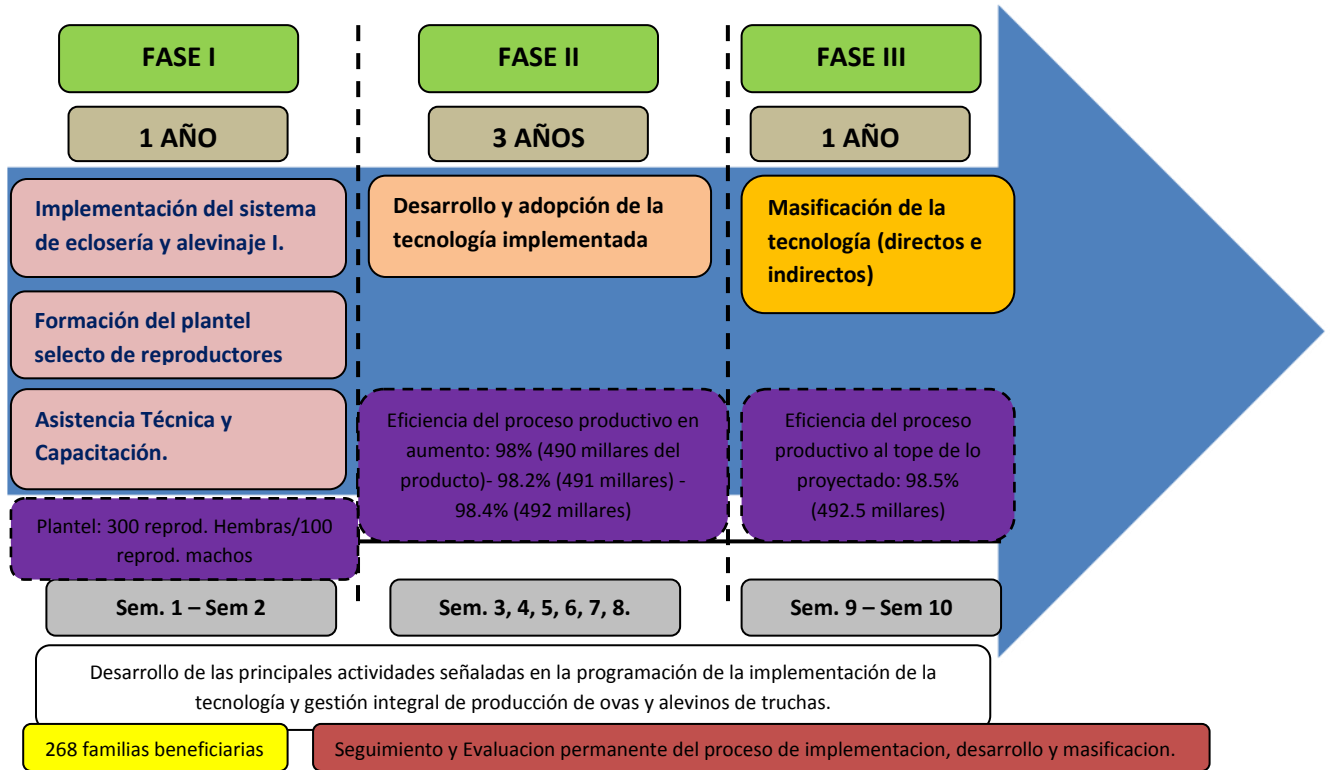 FASE I
FASE II
FASE III
1 AÑO
3 AÑOS
1 AÑO
Implementación del sistema
de eclosería y alevinaje I.
Formación del plantel
selecto de reproductores
Asistencia Técnica y
Capacitación.
Plantel: 300 reprod. Hembras/100
reprod. machos
Desarrollo y adopción de la
tecnología implementada
Eficiencia del proceso productivo en
aumento: 98% (490 millares del
producto)- 98.2% (491 millares) -
98.4% (492 millares)
Masificación de la
tecnología (directos e
indirectos)
Eficiencia del proceso
productivo al tope de lo
proyectado: 98.5%
(492.5 millares)
Sem. 1 – Sem 2
Sem. 3, 4, 5, 6, 7, 8.
Sem. 9 – Sem 10
Desarrollo de las principales actividades señaladas en la programación de la implementación de la
tecnología y gestión integral de producción de ovas y alevinos de truchas.
268 familias beneficiarias
Seguimiento y Evaluacion permanente del proceso de implementacion, desarrollo y masificacion.